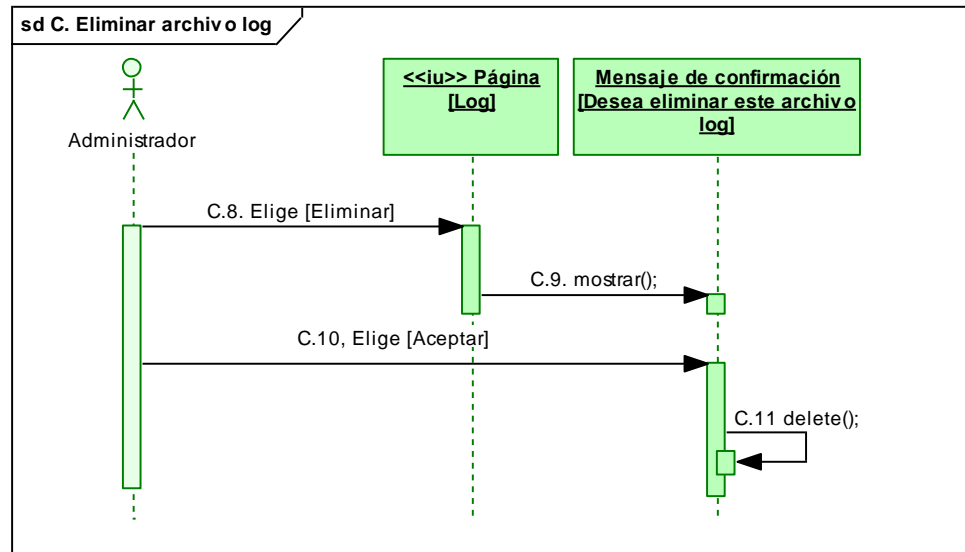 sd C. Eliminar archivo log
<<iu>> Página
[Log]
Mensaje de confirmación
[Desea eliminar este archivo
log]
Administrador
C.8. Elige [Eliminar]
C.9. mostrar();
C.10, Elige [Aceptar]
C.11 delete();